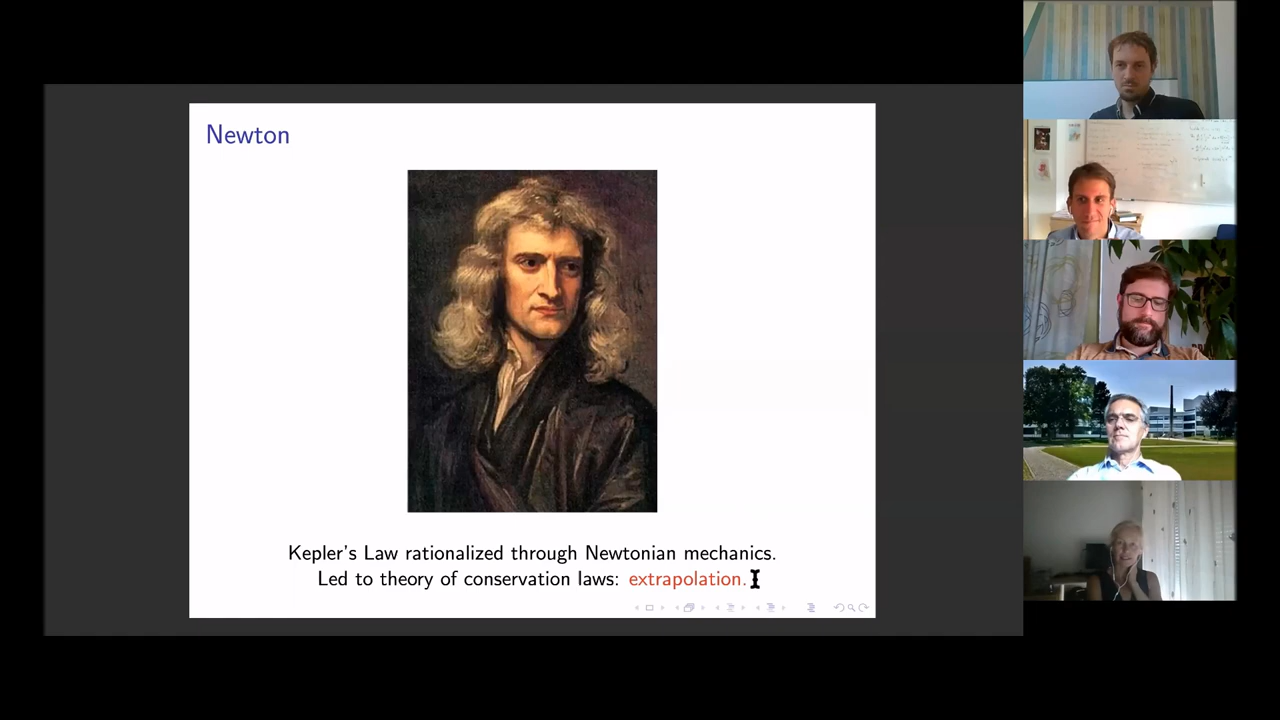 Newton
Kepler's Law rationalized through Newtonian mechanics.
Led to theory of conservation laws: extrapolation.